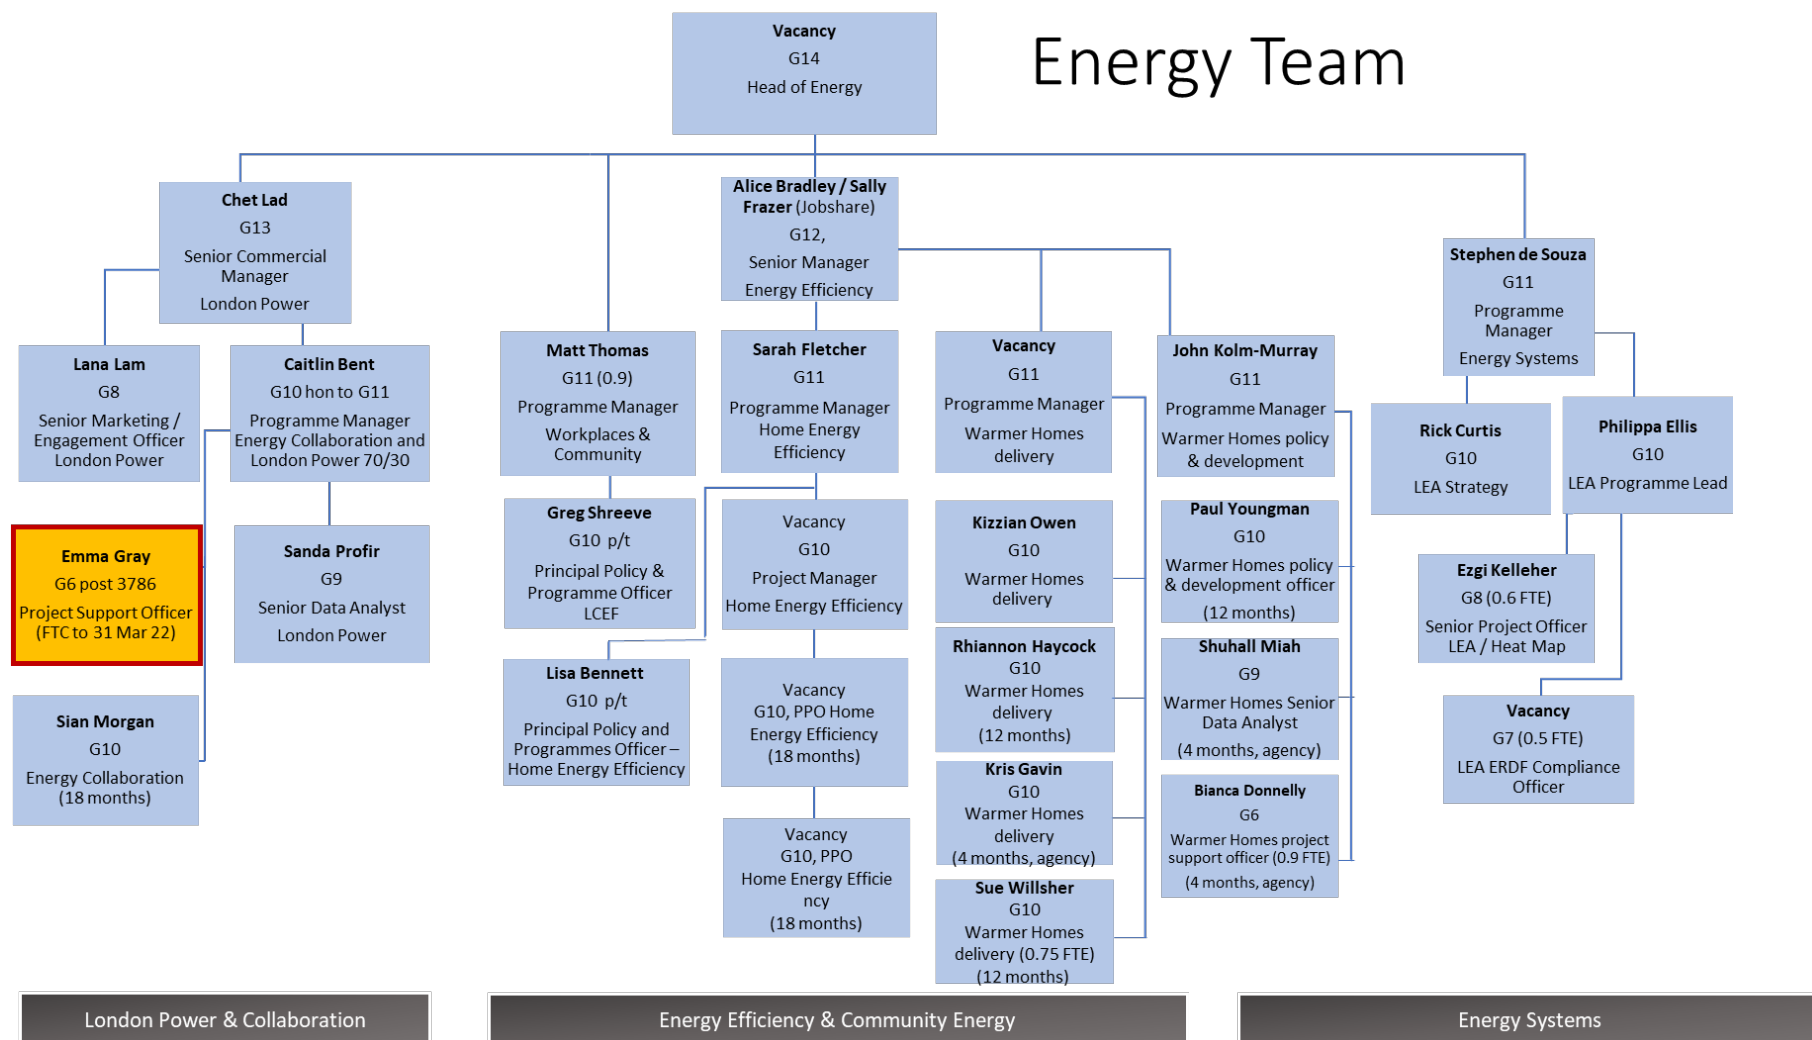 Energy Team
Vacancy
G14
Head of Energy
Chet Lad
G13
Senior Commercial
Manager
London Power
Lana Lam
G8
Senior Marketing /
Engagement Officer
London Power
Caitlin Bent
G10 hon to G11
Programme Manager
Energy Collaboration and
London Power 70/30
Emma Gray
G6 post 3786
Project Support Officer
(FTC to 31 Mar 22)
Sanda Profir
G9
Senior Data Analyst
London Power
Sian Morgan
G10
Energy Collaboration
(18 months)
Matt Thomas
G11 (0.9)
Programme Manager
Workplaces &
Community
Greg Shreeve
G10 p/t
Principal Policy &
Programme Officer
LCEF
Lisa Bennett
G10 p/t
Principal Policy and
Programmes Officer –
Home Energy Efficiency
Alice Bradley / Sally
Frazer (Jobshare)
G12,
Senior Manager
Energy Efficiency
Sarah Fletcher
G11
Programme Manager
Home Energy
Efficiency
Vacancy
G10
Project Manager
Home Energy Efficiency
Vacancy
G10, PPO Home
Energy Efficiency
(18 months)
Vacancy
G10, PPO
Home Energy Efficie
ncy
(18 months)
Vacancy
G11
Programme Manager
Warmer Homes
delivery
Kizzian Owen
G10
Warmer Homes
delivery
Rhiannon Haycock
G10
Warmer Homes
delivery
(12 months)
Kris Gavin
G10
Warmer Homes
delivery
(4 months, agency)
Sue Willsher
G10
Warmer Homes
delivery (0.75 FTE)
(12 months)
John Kolm-Murray
G11
Programme Manager
Warmer Homes policy
& development
Paul Youngman
G10
Warmer Homes policy
& development officer
(12 months)
Shuhall Miah
G9
Warmer Homes Senior
Data Analyst
(4 months, agency)
Bianca Donnelly
G6
Warmer Homes project
support officer (0.9 FTE)
(4 months, agency)
Stephen de Souza
G11
Programme
Manager
Energy Systems
Rick Curtis
G10
LEA Strategy
Philippa Ellis
G10
LEA Programme Lead
Ezgi Kelleher
G8 (0.6 FTE)
Senior Project Officer
LEA / Heat Map
Vacancy
G7 (0.5 FTE)
LEA ERDF Compliance
Officer
London Power & Collaboration
Energy Efficiency & Community Energy
Energy Systems